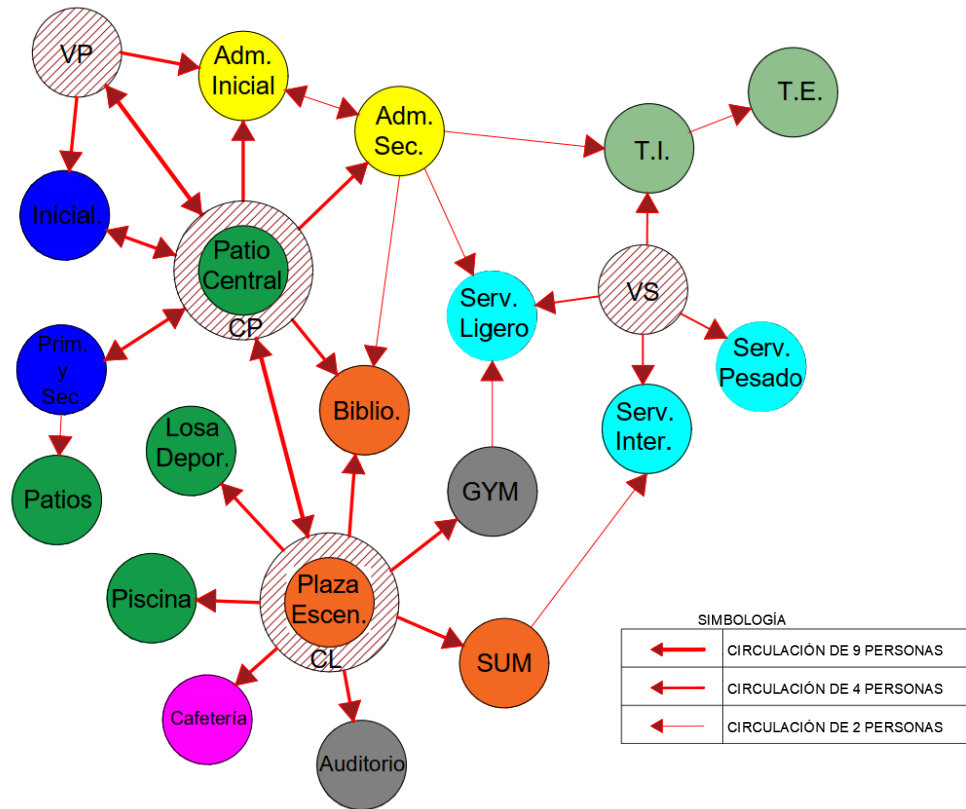 VP
Adm.
Inicial
Adm.
Sec.
T.E.
T.I.
Inicial.
Patio
Central
CP
Serv.
Ligero
VS
Serv.
Pesado
Prim.
y
Sec.
Biblio.
Losa
Depor.
Serv.
Inter.
Patios
GYM
Piscina
Plaza
Escen.
CL
SUM
Cafetería
Auditorio
SIMBOLOGÍA
CIRCULACIÓN DE 9 PERSONAS
CIRCULACIÓN DE 4 PERSONAS
CIRCULACIÓN DE 2 PERSONAS